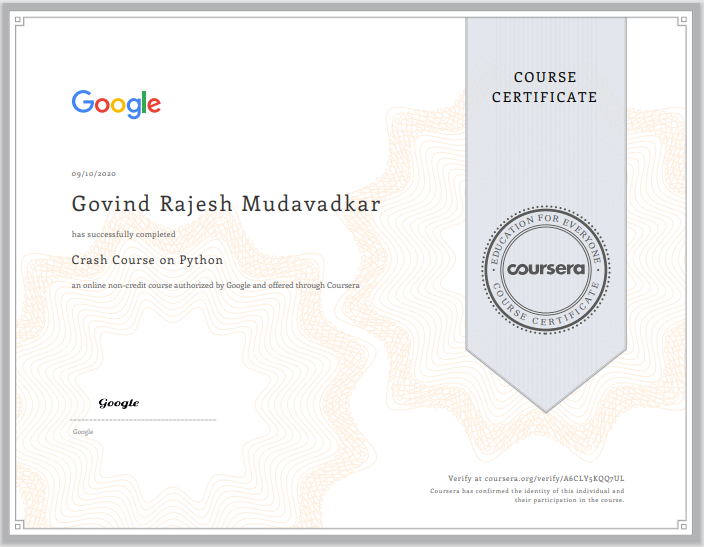 COURSE
CERTIFICATE
Google
09/10/2020
Govind Rajesh Mudavadkar
has successfully completed
Crash Course on Python
an online non-credit course authorized by Google and offered through Coursera
EDUCATION FOR EVERYONE
coursera
COURSE CERTIFICATE
Google
Google
Verify at coursera.org/verify/A6CLY5KQQ7UL
Coursera has confirmed the identity of this individual and
their participation in the course.